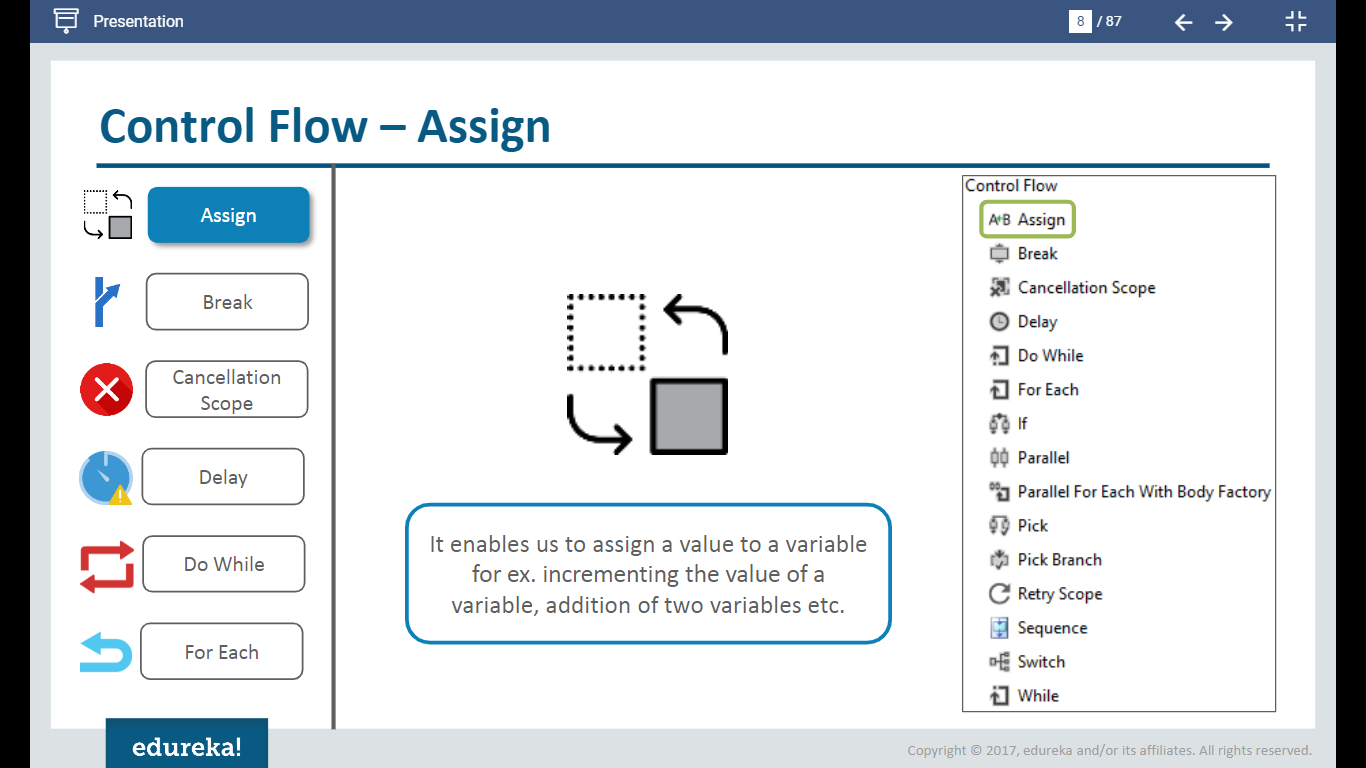 Presentation
8 / 87
Control Flow – Assign
Assign
Break
Cancellation
Scope
Delay
Do While
For Each
It enables us to assign a value to a variable
for ex. incrementing the value of a
variable, addition of two variables etc.
Control Flow
A+B Assign
Break
Cancellation Scope
Delay
Do While
For Each
If
Parallel
Parallel For Each With Body Factory
Pick
Pick Branch
Retry Scope
Sequence
Switch
While
edureka!
Copyright © 2017, edureka and/or its affiliates. All rights reserved.